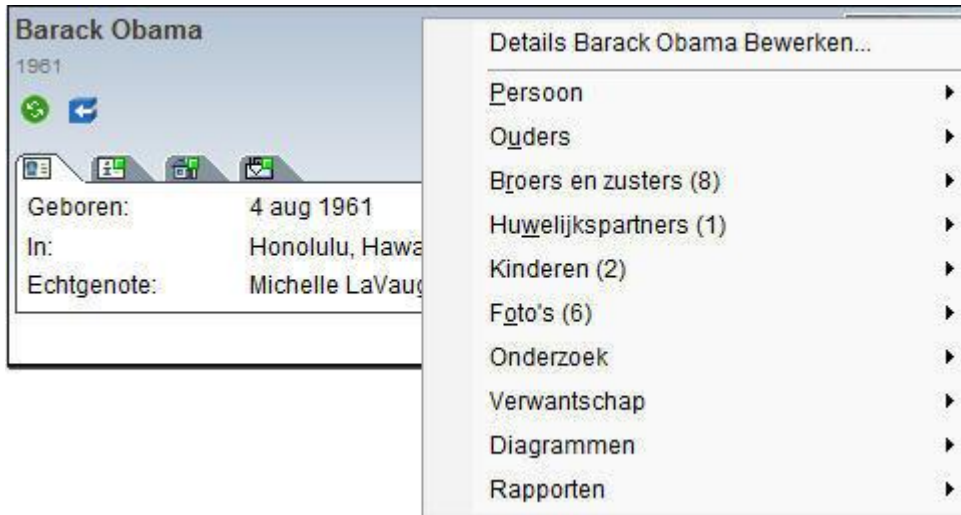 Barack Obama
1961
Geboren: 4 aug 1961
In: Honolulu, Hawa
Echtgenote: Michelle LaVaug
Details Barack Obama Bewerken...
Persoon
Ouders
Broers en zusters (8)
Huwelijkspartners (1)
Kinderen (2)
Foto's (6)
Onderzoek
Verwantschap
Diagrammen
Rapporten